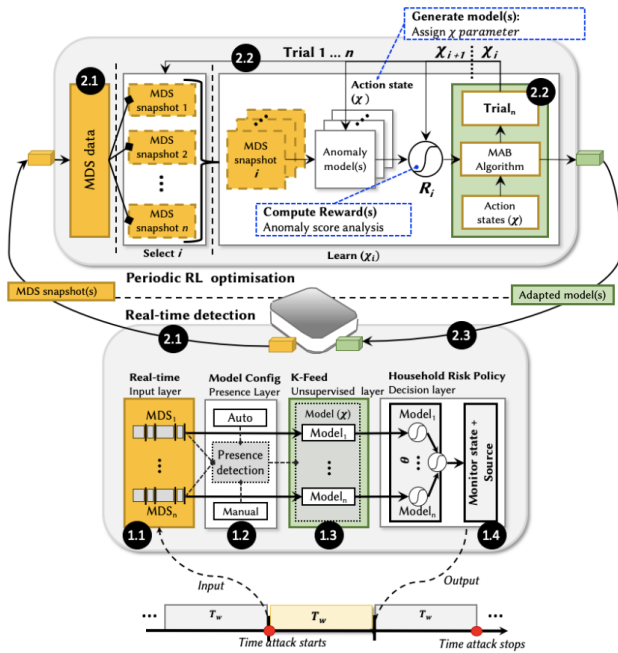 Generate model(s):
Assign χ parameter
2.2
Trial 1 ... n
χi+1
χi
2.1
MDS data
MDS
snapshot 1
MDS
snapshot 2
MDS
snapshot n
Select i
MDS
snapshot
i
Action state
(χ)
Anomaly
model(s)
Ri
Compute Reward(s)
Anomaly score analysis
Learn (χi)
2.2
Trialn
MAB
Algorithm
Action
states (χ)
Periodic RL optimisation
MDS snapshot(s)
Adapted model(s)
Real-time detection
2.1
2.3
Real-time
Input layer
MDS1
MDSn
1.1
Model Config
Presence Layer
Auto
Presence
detection
Manual
1.2
K-Feed
Unsupervised layer
Model (χ)
Model1
Modeln
1.3
Household Risk Policy
Decision layer
Model1
θ
Modeln
Monitor state +
Source
1.4
Input
Output
... Tw Tw Tw ...
Time attack starts
Time attack stops